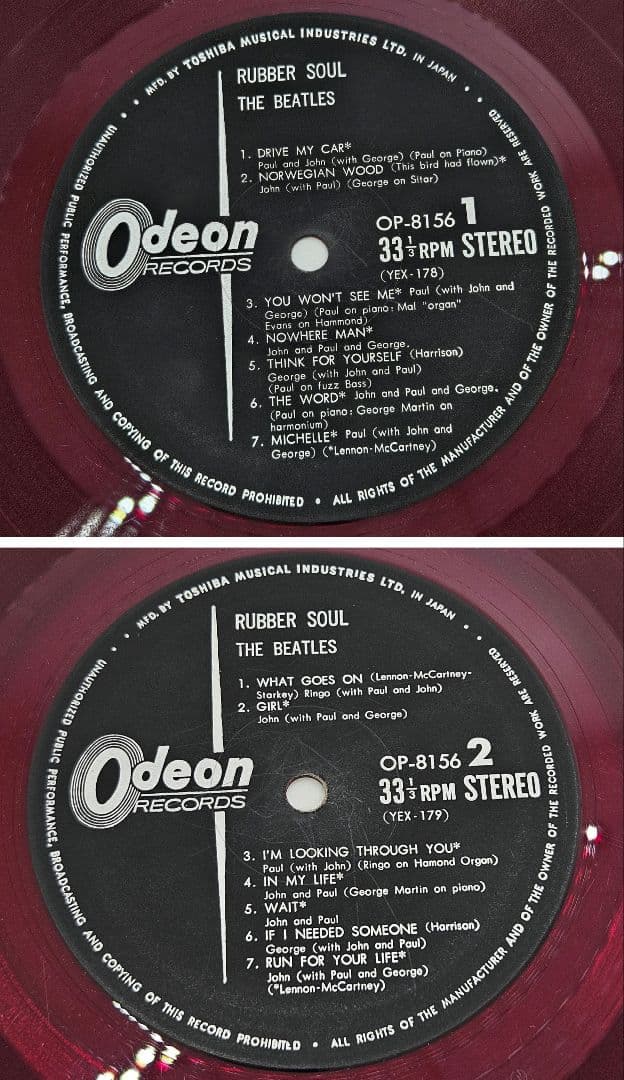 MFD. BY TOSHIBA MUSICAL INDUSTRIES LTD. IN JAPAN
RUBBER SOUL
THE BEATLES
1. DRIVE MY CAR*
Paul and John (with George) (Paul on Piano)
2. NORWEGIAN WOOD (This bird had flown)*
John (with Paul) (George on Sitar)
Odeon
RECORDS
OP-8156 1
33 1/3 RPM STEREO
(YEX-178)
3. YOU WON'T SEE ME* Paul (with John and
George) (Paul on piano: Mal "organ"
Evans on Hammond)
4. NOWHERE MAN*
John and Paul and George.
5. THINK FOR YOURSELF (Harrison)
George (with John and Paul)
(Paul on fuzz Bass)
6. THE WORD* John and Paul and George.
(Paul on piano: George Martin on
harmonium)
7. MICHELLE* Paul (with John and
George) (*Lennon-McCartney)
UNAUTHORIZED PUBLIC PERFORMANCE, BROADCASTING AND COPYING OF THIS RECORD PROHIBITED • ALL RIGHTS OF THE MANUFACTURER AND OF THE OWNER OF THE RECORDED WORK ARE RESERVED
MFD. BY TOSHIBA MUSICAL INDUSTRIES LTD. IN JAPAN
RUBBER SOUL
THE BEATLES
1. WHAT GOES ON (Lennon-McCartney-
Starkey) Ringo (with Paul and John)
2. GIRL*
John (with Paul and George)
Odeon
RECORDS
OP-8156 2
33 1/3 RPM STEREO
(YEX-179)
3. I'M LOOKING THROUGH YOU*
Paul (with John) (Ringo on Hamond Organ)
4. IN MY LIFE*
John and Paul (George Martin on piano)
5. WAIT*
John and Paul
6. IF I NEEDED SOMEONE (Harrison)
George (with John and Paul)
7. RUN FOR YOUR LIFE*
John (with Paul and George)
(*Lennon-McCartney)
UNAUTHORIZED PUBLIC PERFORMANCE, BROADCASTING AND COPYING OF THIS RECORD PROHIBITED • ALL RIGHTS OF THE MANUFACTURER AND OF THE OWNER OF THE RECORDED WORK ARE RESERVED